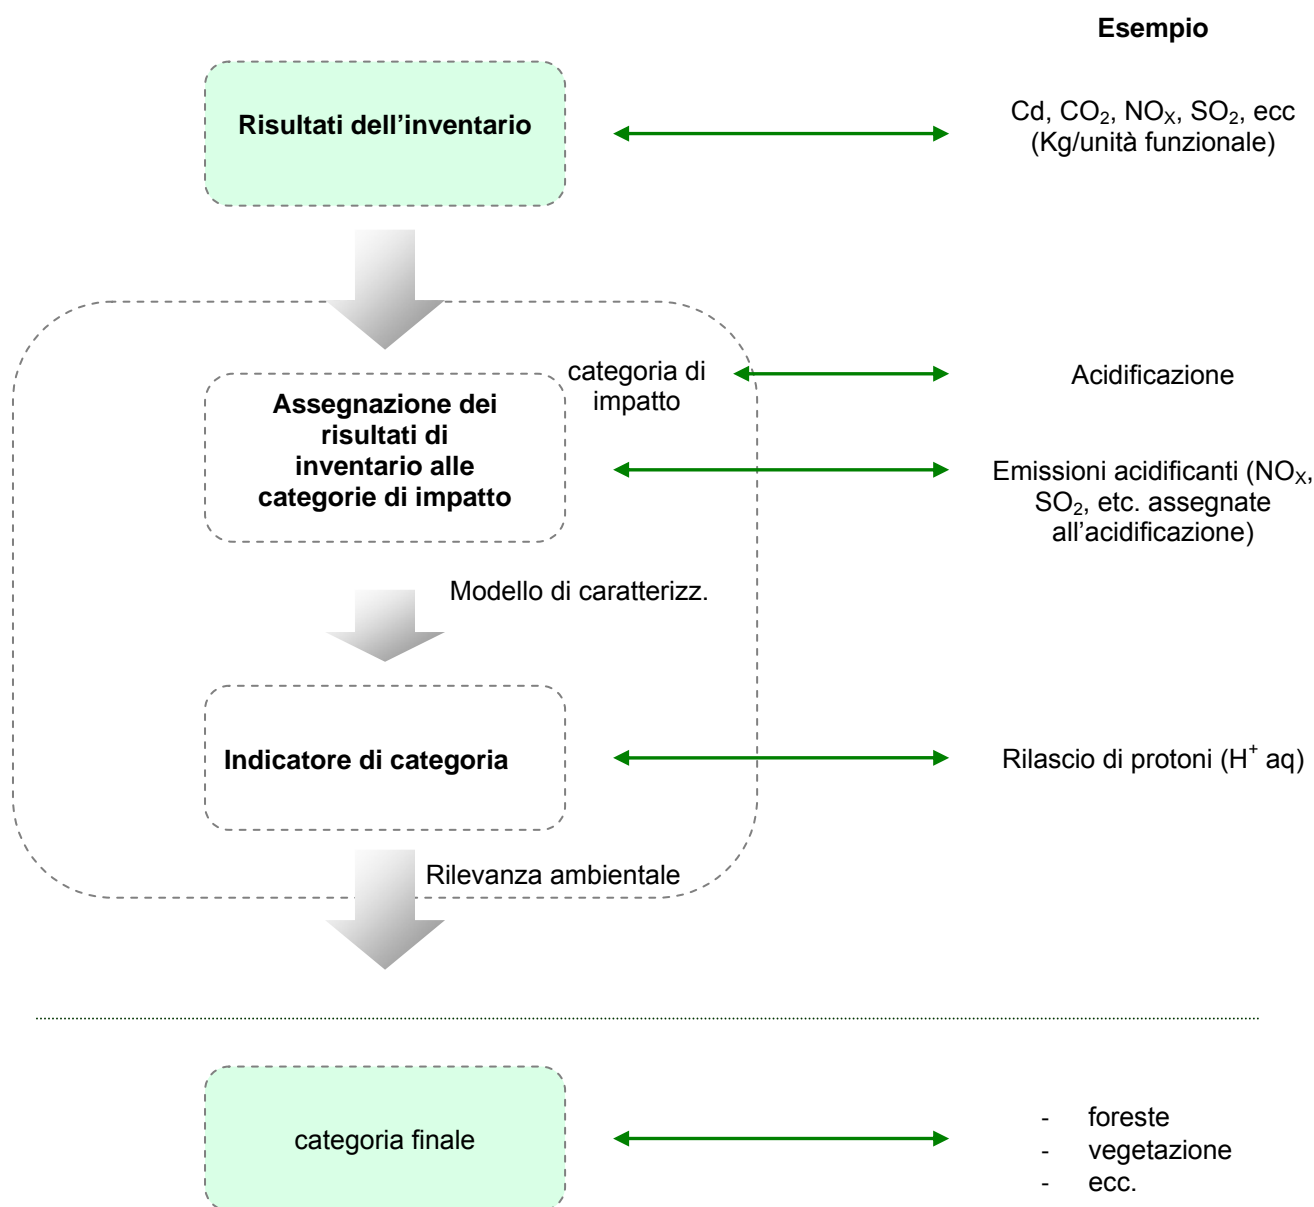 Esempio
Risultati dell’inventario
Cd, CO₂, NOₓ, SO₂, ecc
(Kg/unità funzionale)
categoria di
impatto
Acidificazione
Assegnazione dei
risultati di
inventario alle
categorie di impatto
Emissioni acidificanti (NOₓ,
SO₂, etc. assegnate
all’acidificazione)
Modello di caratterizz.
Indicatore di categoria
Rilascio di protoni (H⁺ aq)
Rilevanza ambientale
categoria finale
- foreste
- vegetazione
- ecc.